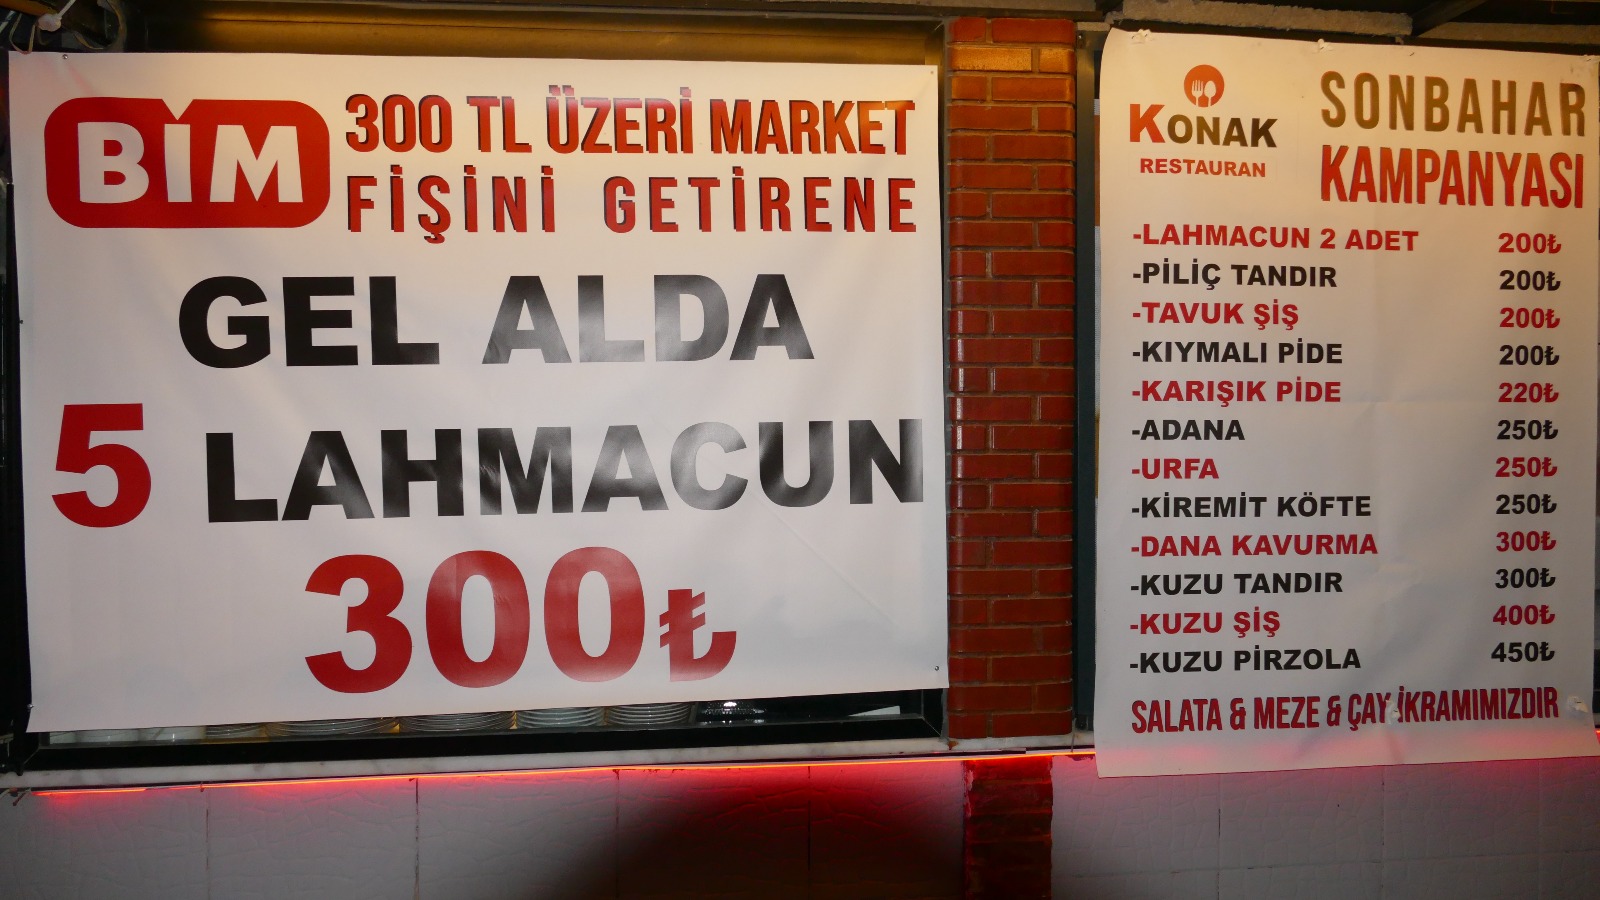 BİM
300 TL ÜZERİ MARKET
FİŞİNİ GETİRENE
GEL ALDA
5 LAHMACUN
300₺
KONAK
RESTAURAN
SONBAHAR
KAMPANYASI
-LAHMACUN 2 ADET 200₺
-PİLİÇ TANDIR 200₺
-TAVUK ŞİŞ 200₺
-KIYMALI PİDE 200₺
-KARIŞIK PİDE 220₺
-ADANA 250₺
-URFA 250₺
-KİREMİT KÖFTE 250₺
-DANA KAVURMA 300₺
-KUZU TANDIR 300₺
-KUZU ŞİŞ 400₺
-KUZU PİRZOLA 450₺
SALATA & MEZE & ÇAY İKRAMIMIZDIR